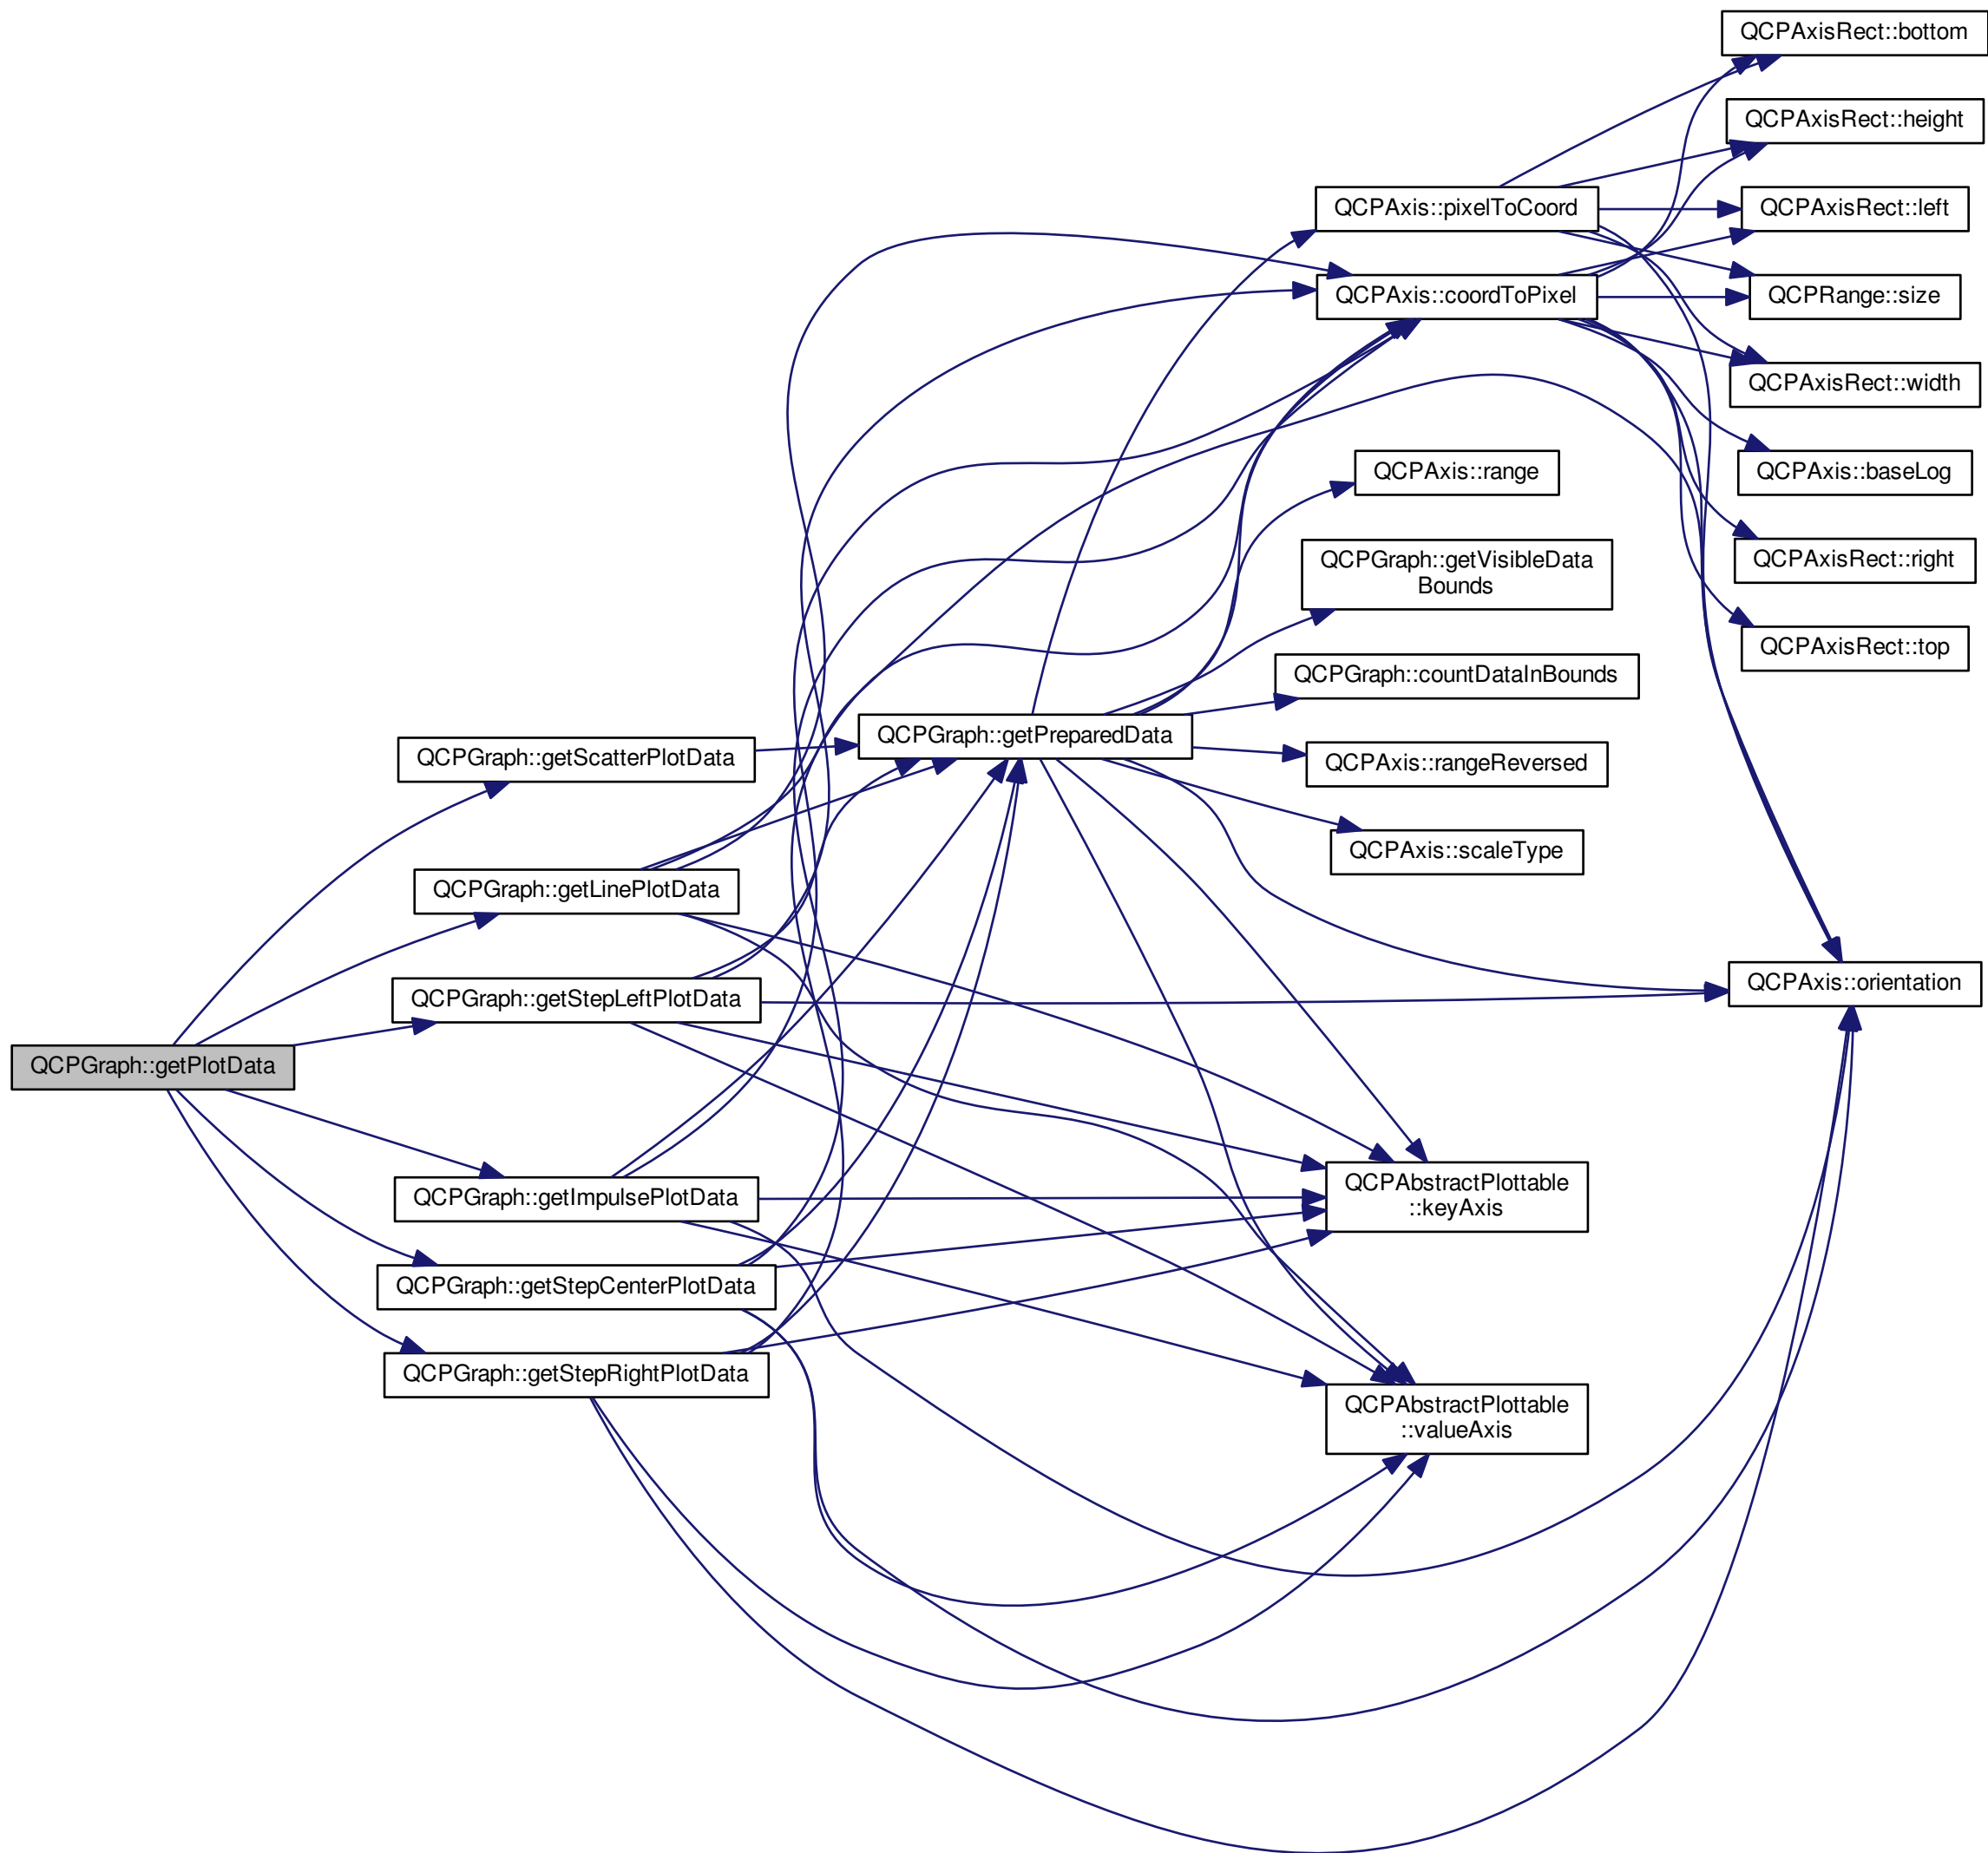 QCPGraph::getPlotData
QCPGraph::getScatterPlotData
QCPGraph::getLinePlotData
QCPGraph::getStepLeftPlotData
QCPGraph::getImpulsePlotData
QCPGraph::getStepCenterPlotData
QCPGraph::getStepRightPlotData
QCPGraph::getPreparedData
QCPAxis::pixelToCoord
QCPAxis::coordToPixel
QCPAxis::range
QCPGraph::getVisibleData
Bounds
QCPGraph::countDataInBounds
QCPAxis::rangeReversed
QCPAxis::scaleType
QCPAbstractPlottable
::keyAxis
QCPAbstractPlottable
::valueAxis
QCPAxisRect::bottom
QCPAxisRect::height
QCPAxisRect::left
QCPRange::size
QCPAxisRect::width
QCPAxis::baseLog
QCPAxisRect::right
QCPAxisRect::top
QCPAxis::orientation